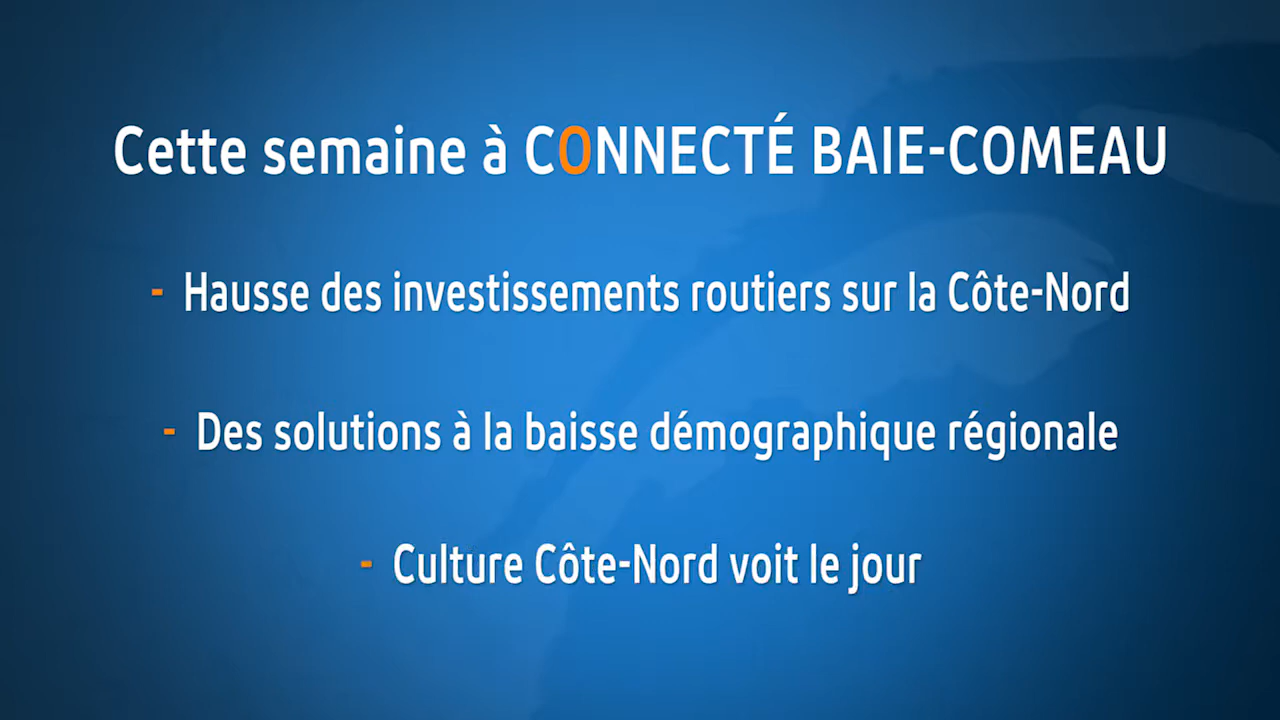 Cette semaine à CONNECTÉ BAIE-COMEAU
- Hausse des investissements routiers sur la Côte-Nord
- Des solutions à la baisse démographique régionale
- Culture Côte-Nord voit le jour